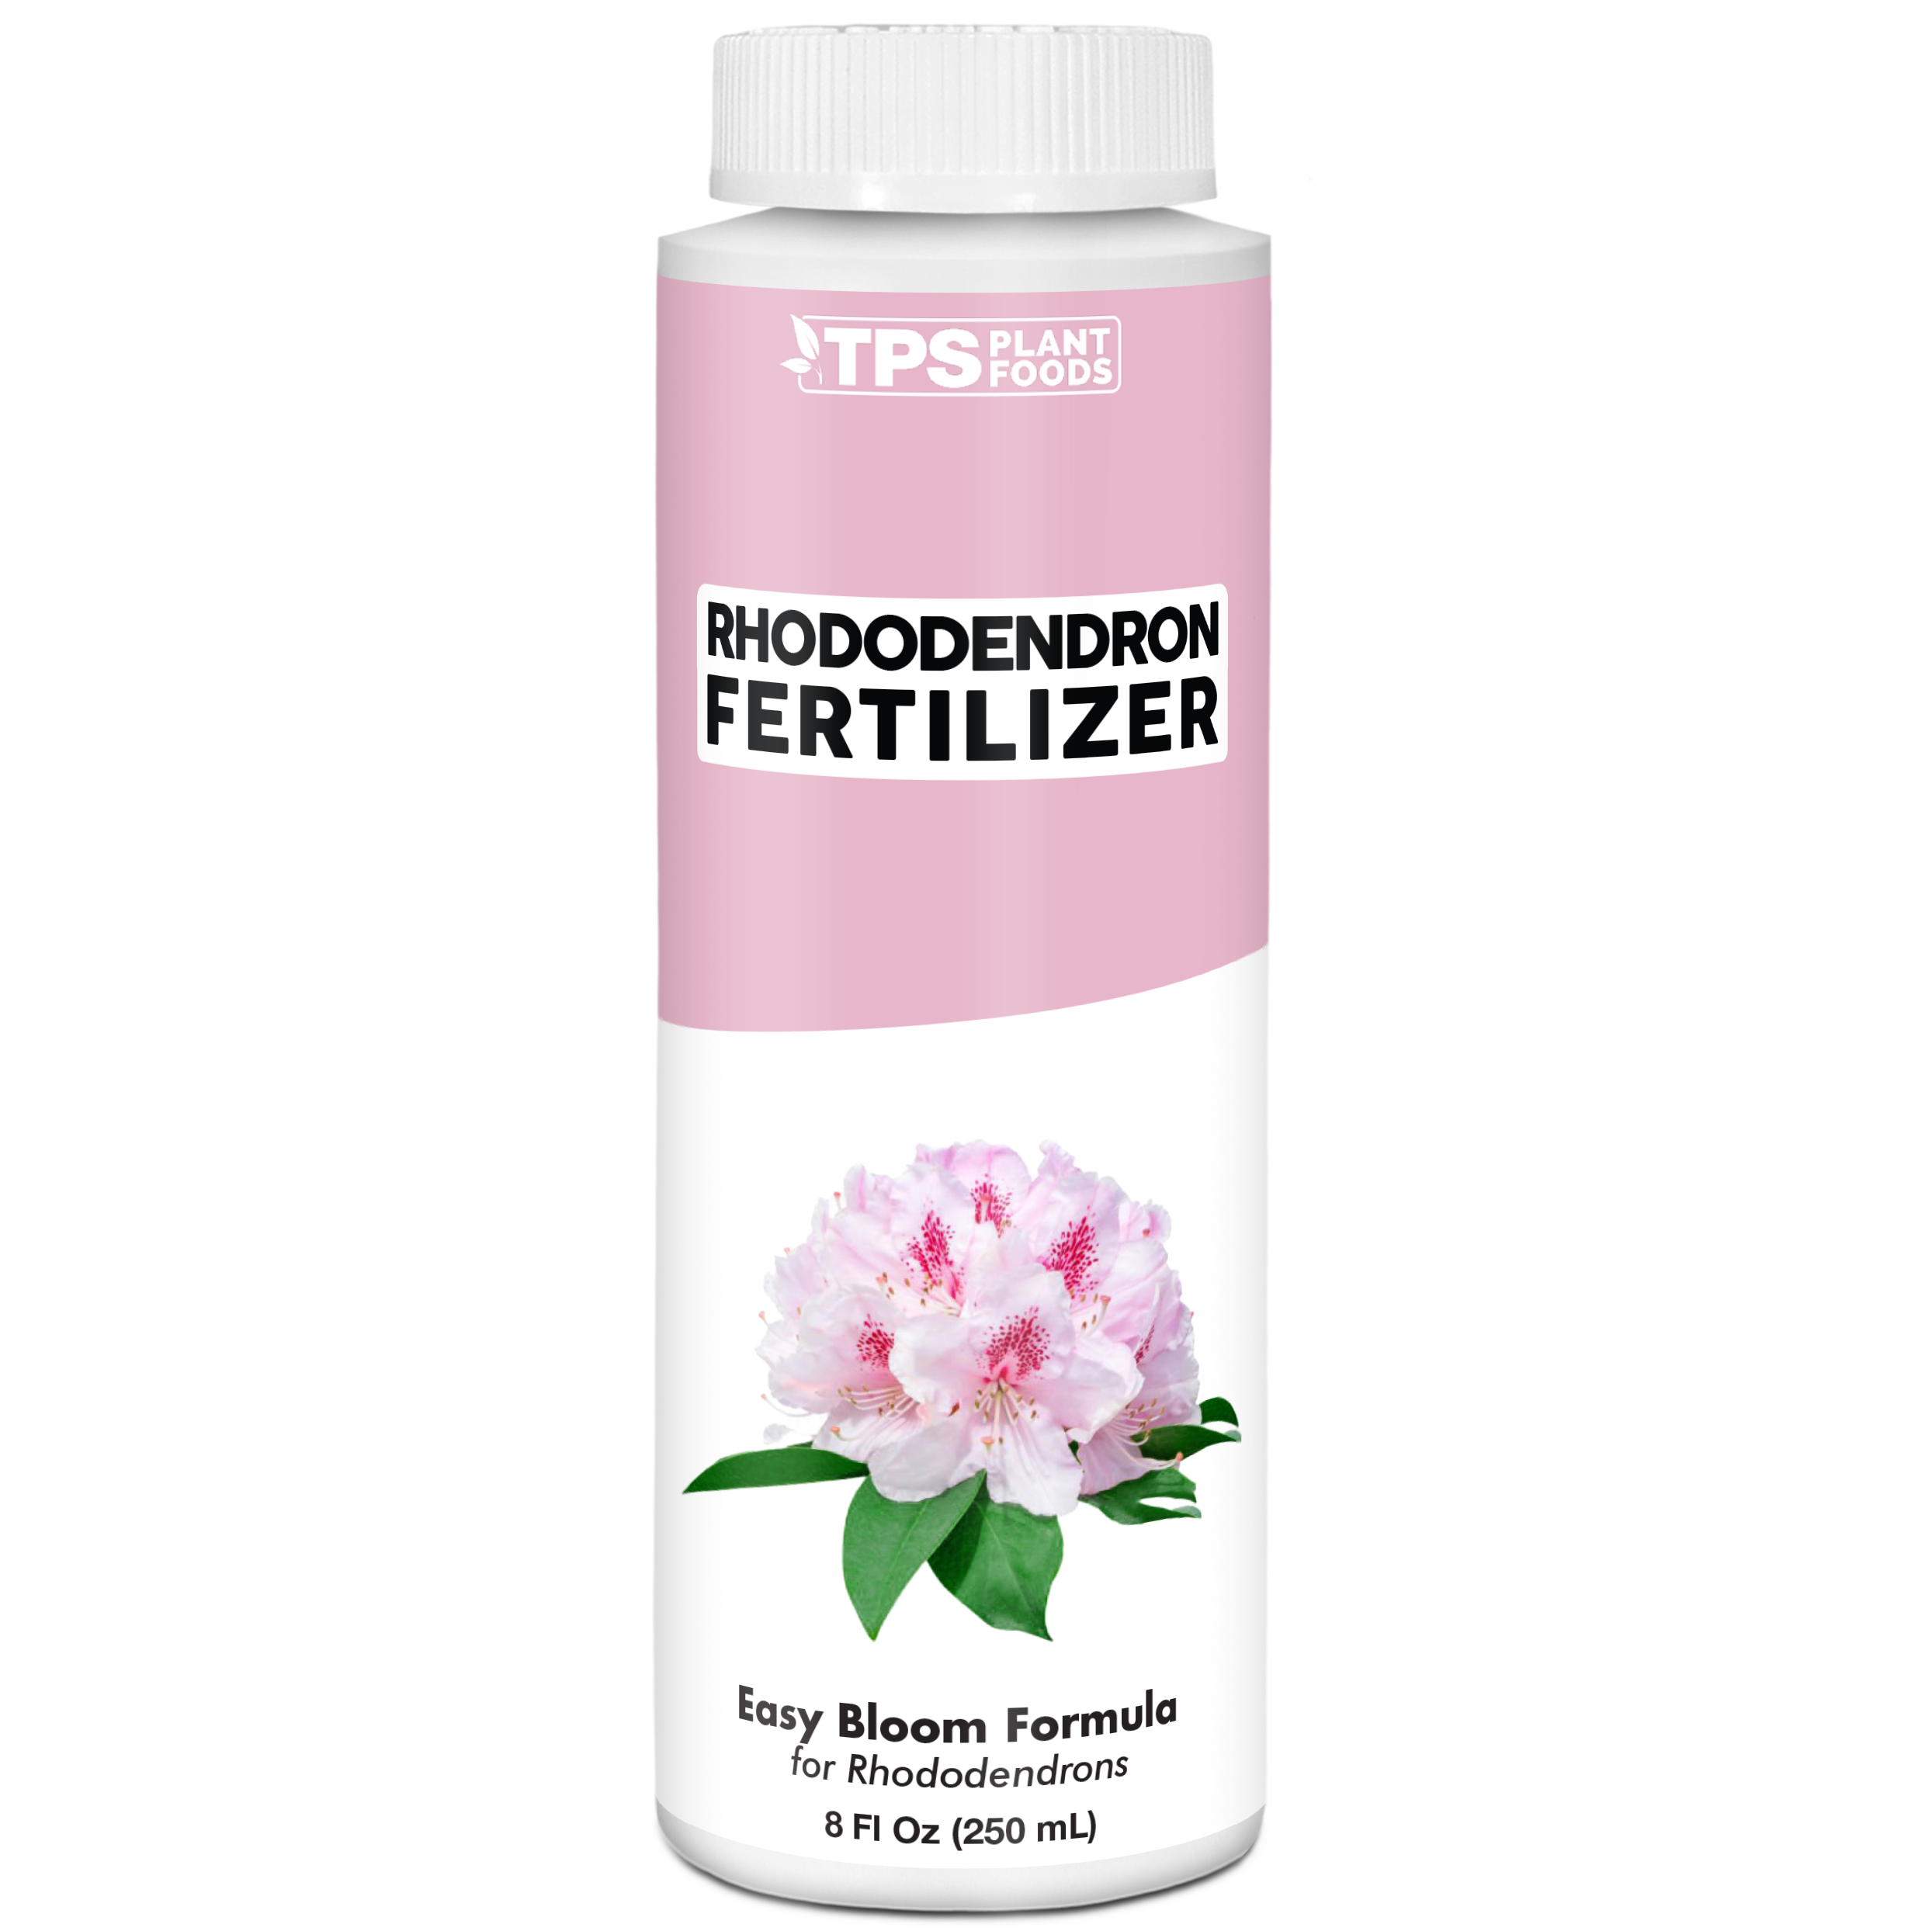 TPS PLANT FOODS
RHODODENDRON
FERTILIZER
Easy Bloom Formula
for Rhododendrons
8 Fl Oz (250 mL)